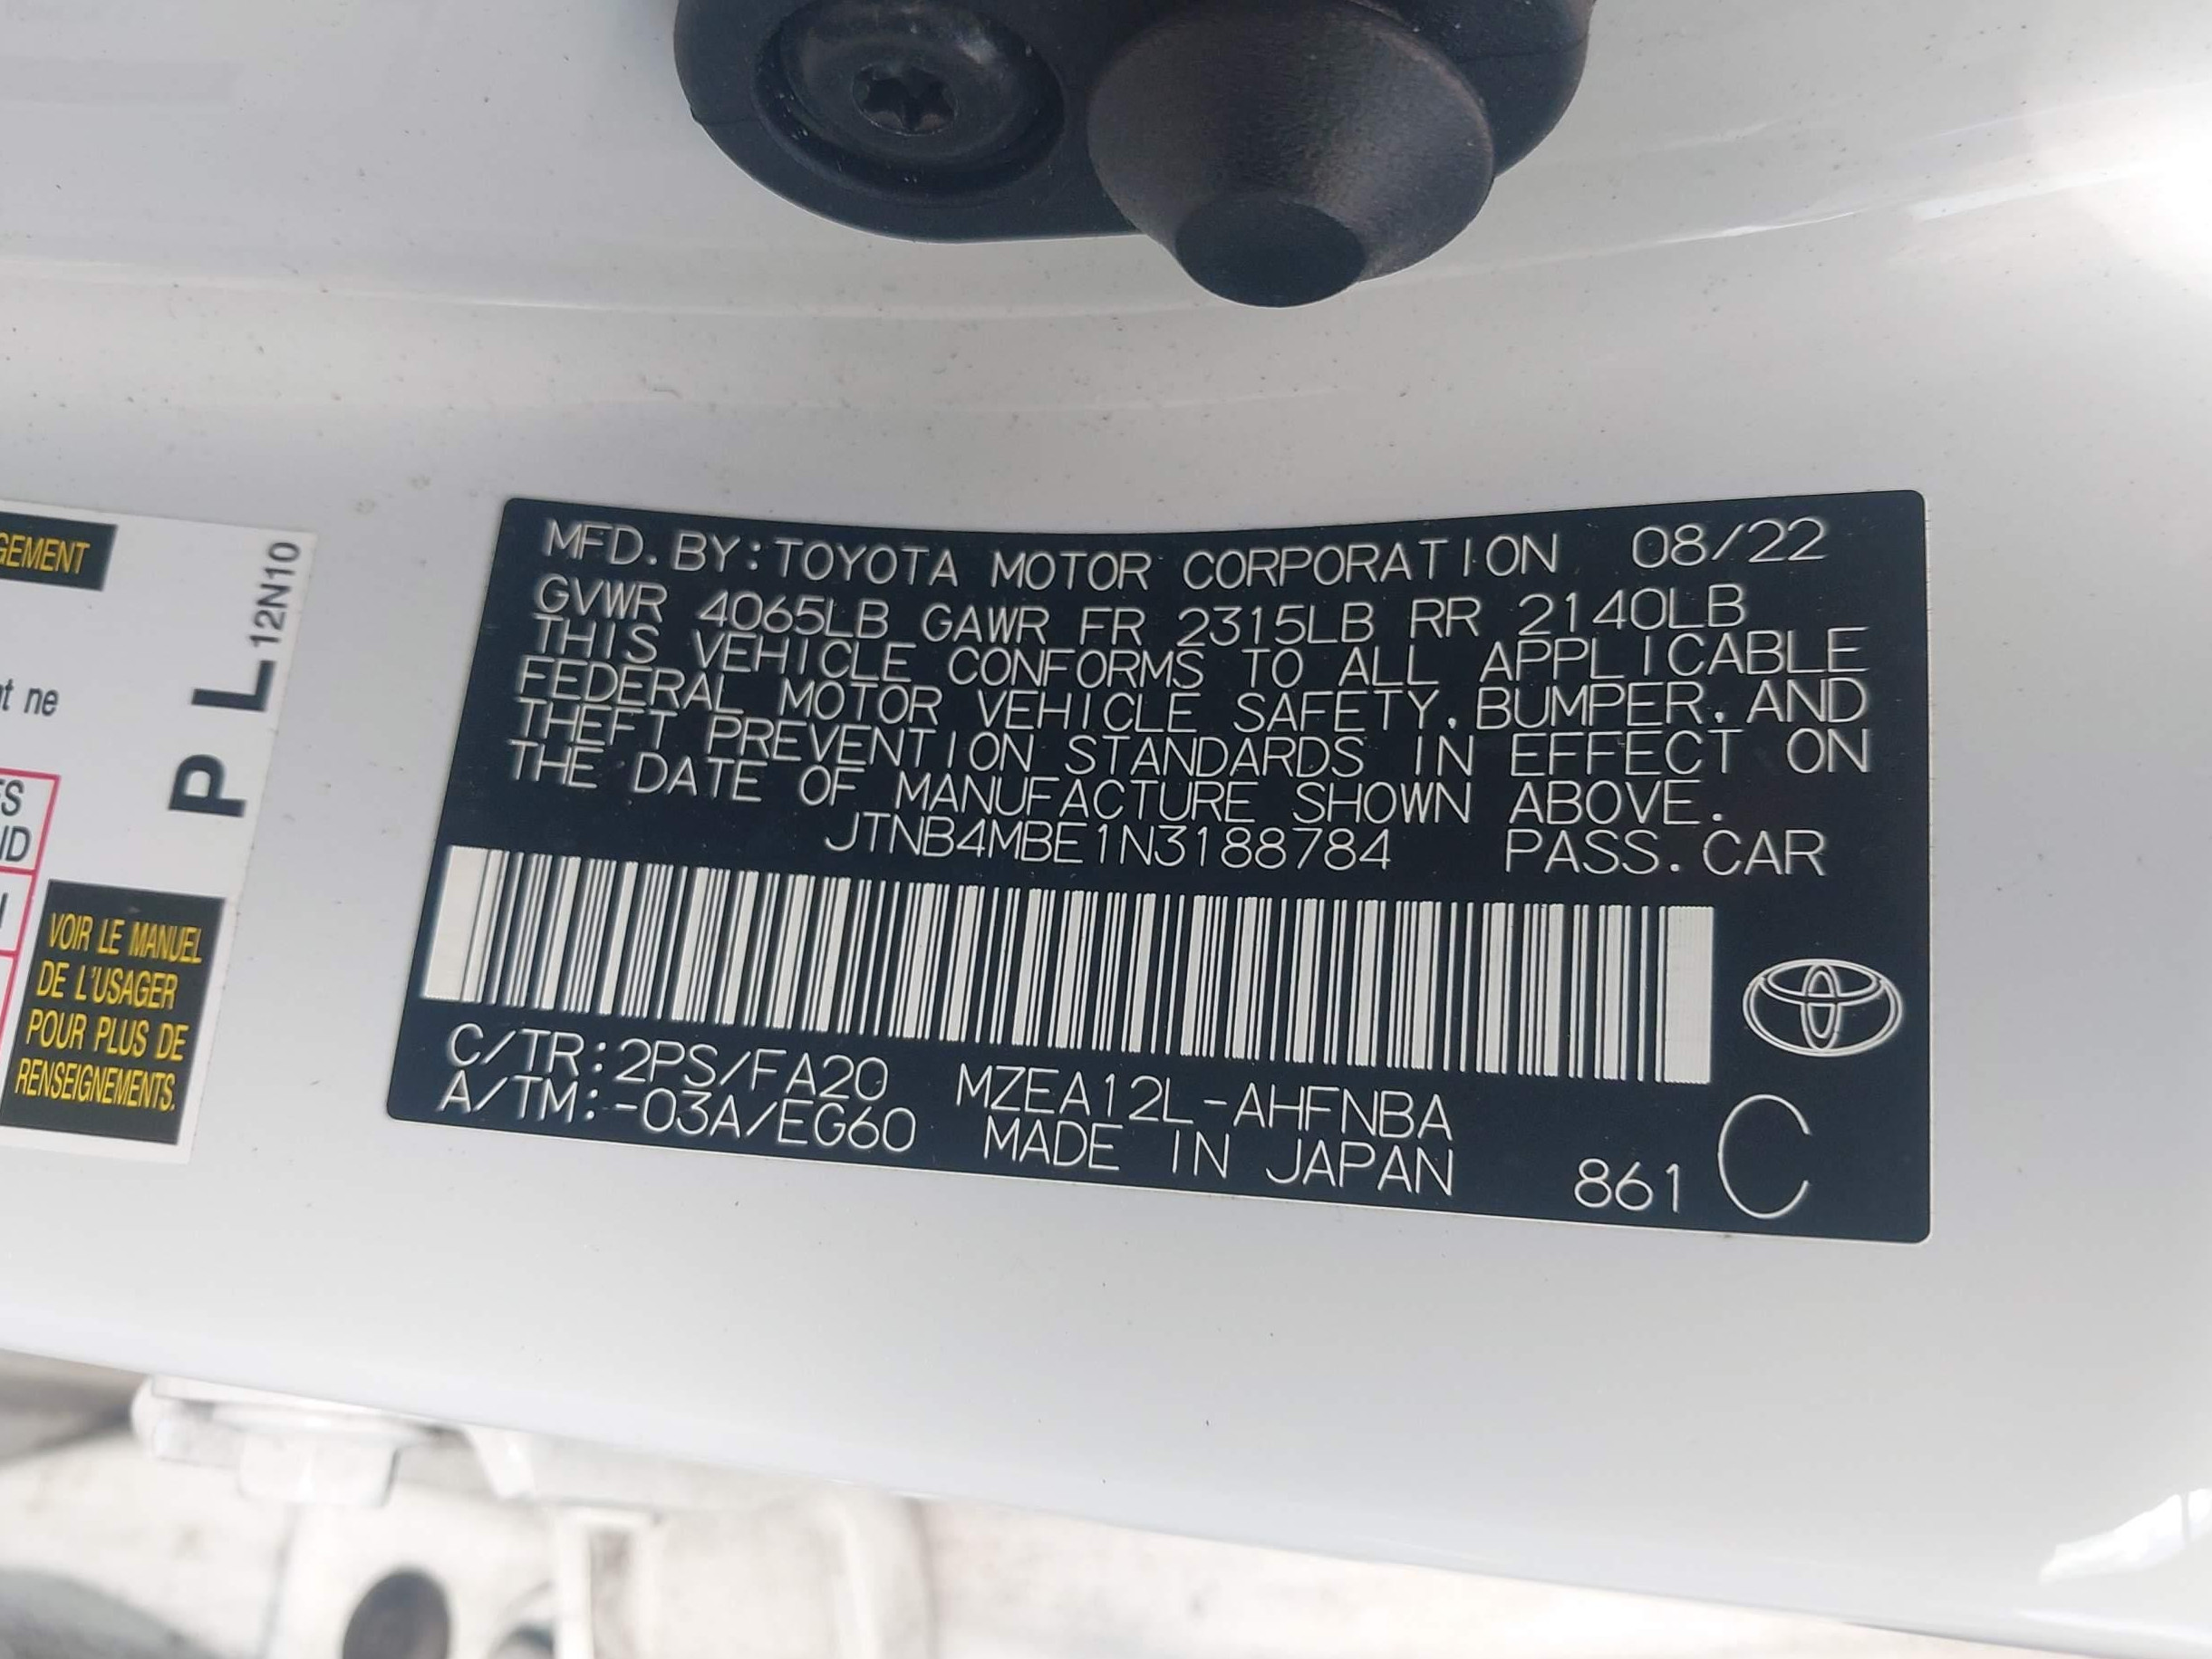 GEMENT
t ne
P L 12N10
ES
ID
VOIR LE MANUEL
DE L'USAGER
POUR PLUS DE
RENSEIGNEMENTS.
MFD. BY: TOYOTA MOTOR CORPORATION 08/22
GVWR 4065LB GAWR FR 2315LB RR 2140LB
THIS VEHICLE CONFORMS TO ALL APPLICABLE
FEDERAL MOTOR VEHICLE SAFETY, BUMPER, AND
THEFT PREVENTION STANDARDS IN EFFECT ON
THE DATE OF MANUFACTURE SHOWN ABOVE.
JTNB4MBE1N3188784 PASS. CAR
C/TR: 2PS/FA20 MZEA12L-AHFNBA
A/TM: -03A/EG60 MADE IN JAPAN 861 C